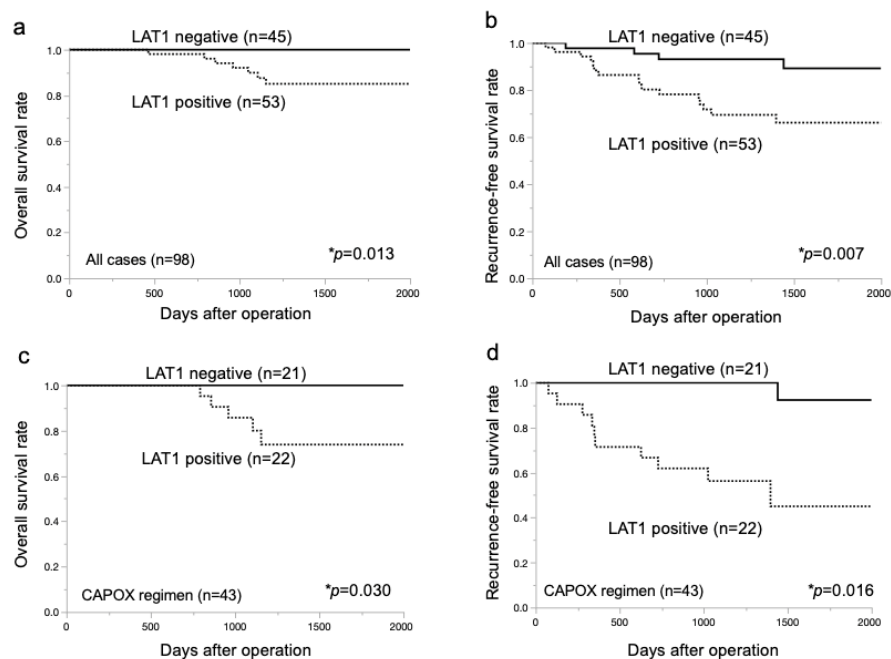 a
LAT1 negative (n=45)
1.0
0.8
0.6
0.4
0.2
0.0
Overall survival rate
LAT1 positive (n=53)
All cases (n=98)
*p=0.013
0
500
1000
1500
2000
Days after operation
b
LAT1 negative (n=45)
1.0
0.8
0.6
0.4
0.2
0.0
Recurrence-free survival rate
LAT1 positive (n=53)
All cases (n=98)
*p=0.007
0
500
1000
1500
2000
Days after operation
c
LAT1 negative (n=21)
1.0
0.8
0.6
0.4
0.2
0.0
Overall survival rate
LAT1 positive (n=22)
CAPOX regimen (n=43)
*p=0.030
0
500
1000
1500
2000
Days after operation
d
LAT1 negative (n=21)
1.0
0.8
0.6
0.4
0.2
0.0
Recurrence-free survival rate
LAT1 positive (n=22)
CAPOX regimen (n=43)
*p=0.016
0
500
1000
1500
2000
Days after operation